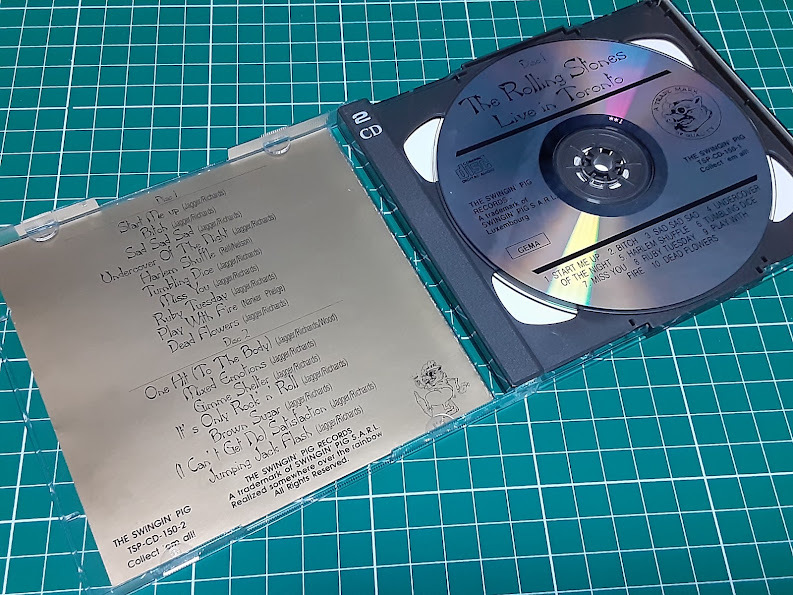 Disc 1
Start Me up (Jagger/Richards)
Bitch (Jagger/Richards)
Sad Sad Sad (Jagger/Richards)
Undercover Of The Night (Jagger/Richards)
Harlen Shuffle (Relf/Nelson)
Tumbling Dice (Jagger/Richards)
Miss You (Jagger/Richards)
Ruby Tuesday (Jagger/Richards)
Play With Fire (Nanker Phelge)
Dead Flowers (Jagger/Richards)
Disc 2
One Hit (To The Body) (Jagger/Richards/Wood)
Mixed Emotions (Jagger/Richards)
Gimme Shelter (Jagger/Richards)
It's Only Rock n Roll (Jagger/Richards)
Brown Sugar (Jagger/Richards)
(I Can't Get No) Satisfaction (Jagger/Richards)
Jumping Jack Flash (Jagger/Richards)
THE SWINGIN' PIG RECORDS
A trademark of SWINGIN' PIG S.A.R.L
Realized somewhere over the rainbow
All Rights Reserved.
THE SWINGIN' PIG
TSP-CD-150-2
Collect 'em all!
2
CD
Disc 1
The Rolling Stones
Live in Toronto
TRADE MARK
OF QUALITY
COMPACT
disc
DIGITAL AUDIO
THE SWINGIN' PIG
RECORDS
A trademark of
SWINGIN' PIG S.A.R.L
Luxembourg
GEMA
THE SWINGIN' PIG
TSP-CD-150-1
Collect 'em all!
1 START ME UP 2 BITCH 3 SAD SAD SAD 4 UNDERCOVER
OF THE NIGHT 5 HARLEM SHUFFLE 6 TUMBLING DICE
7 MISS YOU 8 RUBY TUESDAY 9 PLAY WITH
FIRE 10 DEAD FLOWERS